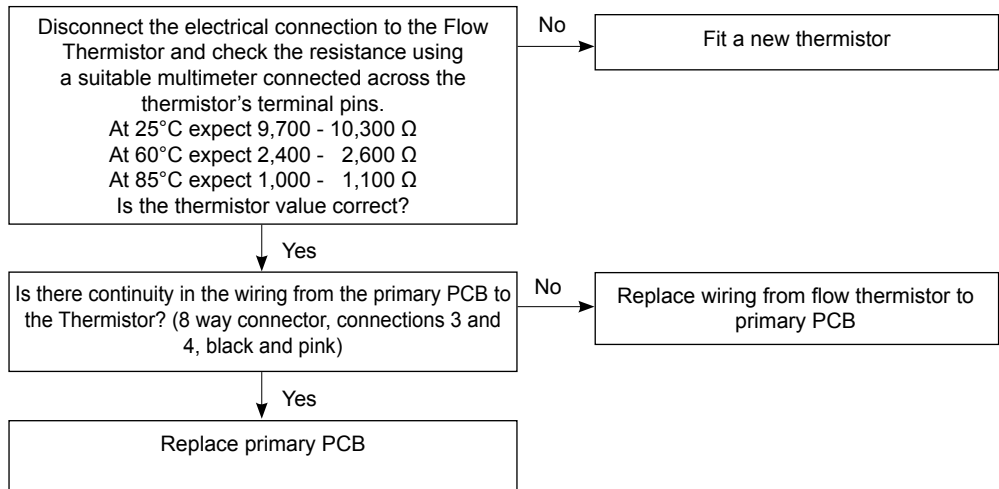 Disconnect the electrical connection to the Flow
Thermistor and check the resistance using
a suitable multimeter connected across the
thermistor’s terminal pins.
At 25°C expect 9,700 - 10,300 Ω
At 60°C expect 2,400 - 2,600 Ω
At 85°C expect 1,000 - 1,100 Ω
Is the thermistor value correct?
No
Fit a new thermistor
Yes
Is there continuity in the wiring from the primary PCB to
the Thermistor? (8 way connector, connections 3 and
4, black and pink)
No
Replace wiring from flow thermistor to
primary PCB
Yes
Replace primary PCB